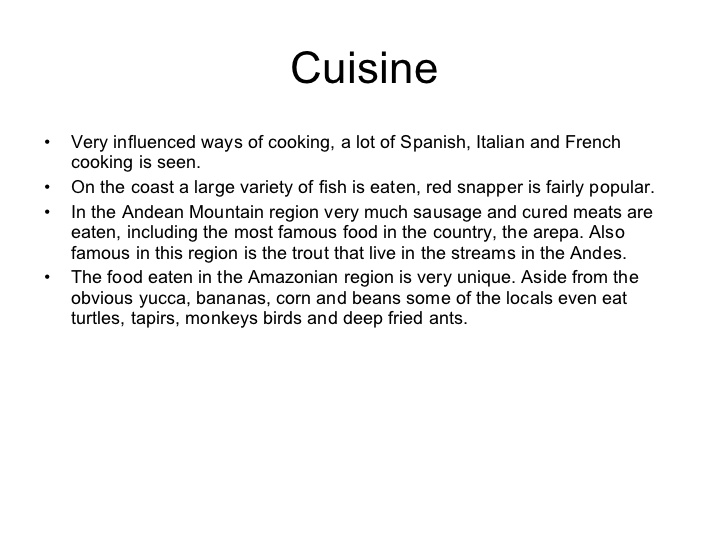 Cuisine
• Very influenced ways of cooking, a lot of Spanish, Italian and French
cooking is seen.
• On the coast a large variety of fish is eaten, red snapper is fairly popular.
• In the Andean Mountain region very much sausage and cured meats are
eaten, including the most famous food in the country, the arepa. Also
famous in this region is the trout that live in the streams in the Andes.
• The food eaten in the Amazonian region is very unique. Aside from the
obvious yucca, bananas, corn and beans some of the locals even eat
turtles, tapirs, monkeys birds and deep fried ants.